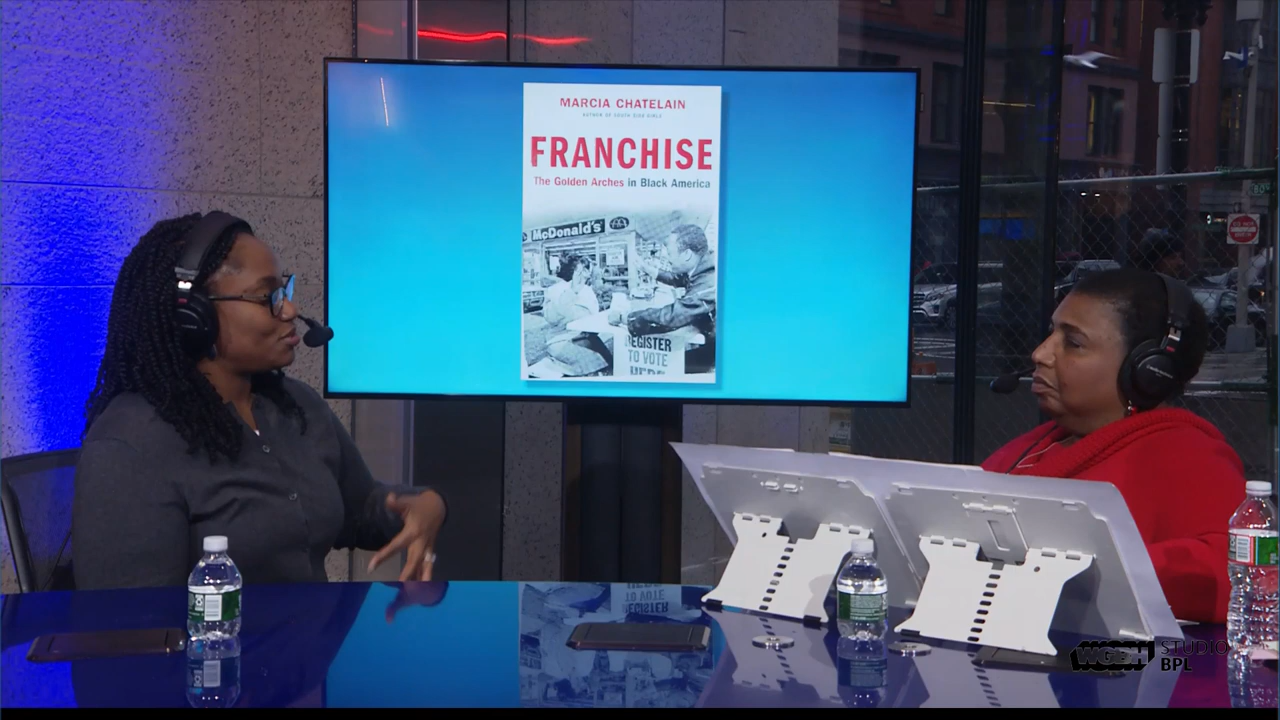 MARCIA CHATELAIN
AUTHOR OF SOUTH SIDE GIRLS
FRANCHISE
The Golden Arches in Black America
McDonald's
REGISTER
TO VOTE
HERE
WGBH STUDIO
BPL